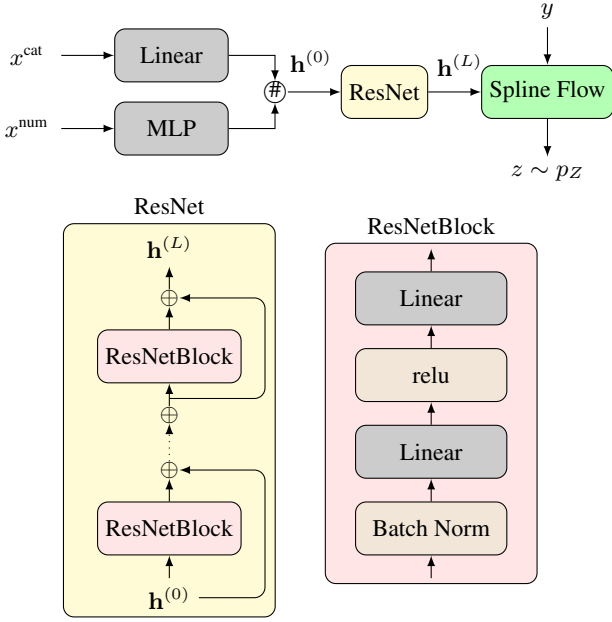 x^cat
Linear
h^(0)
h^(L)
y
#
ResNet
Spline Flow
x^num
MLP
z ∼ p_Z
ResNet
h^(L)
ResNetBlock
ResNetBlock
h^(0)
ResNetBlock
Linear
relu
Linear
Batch Norm